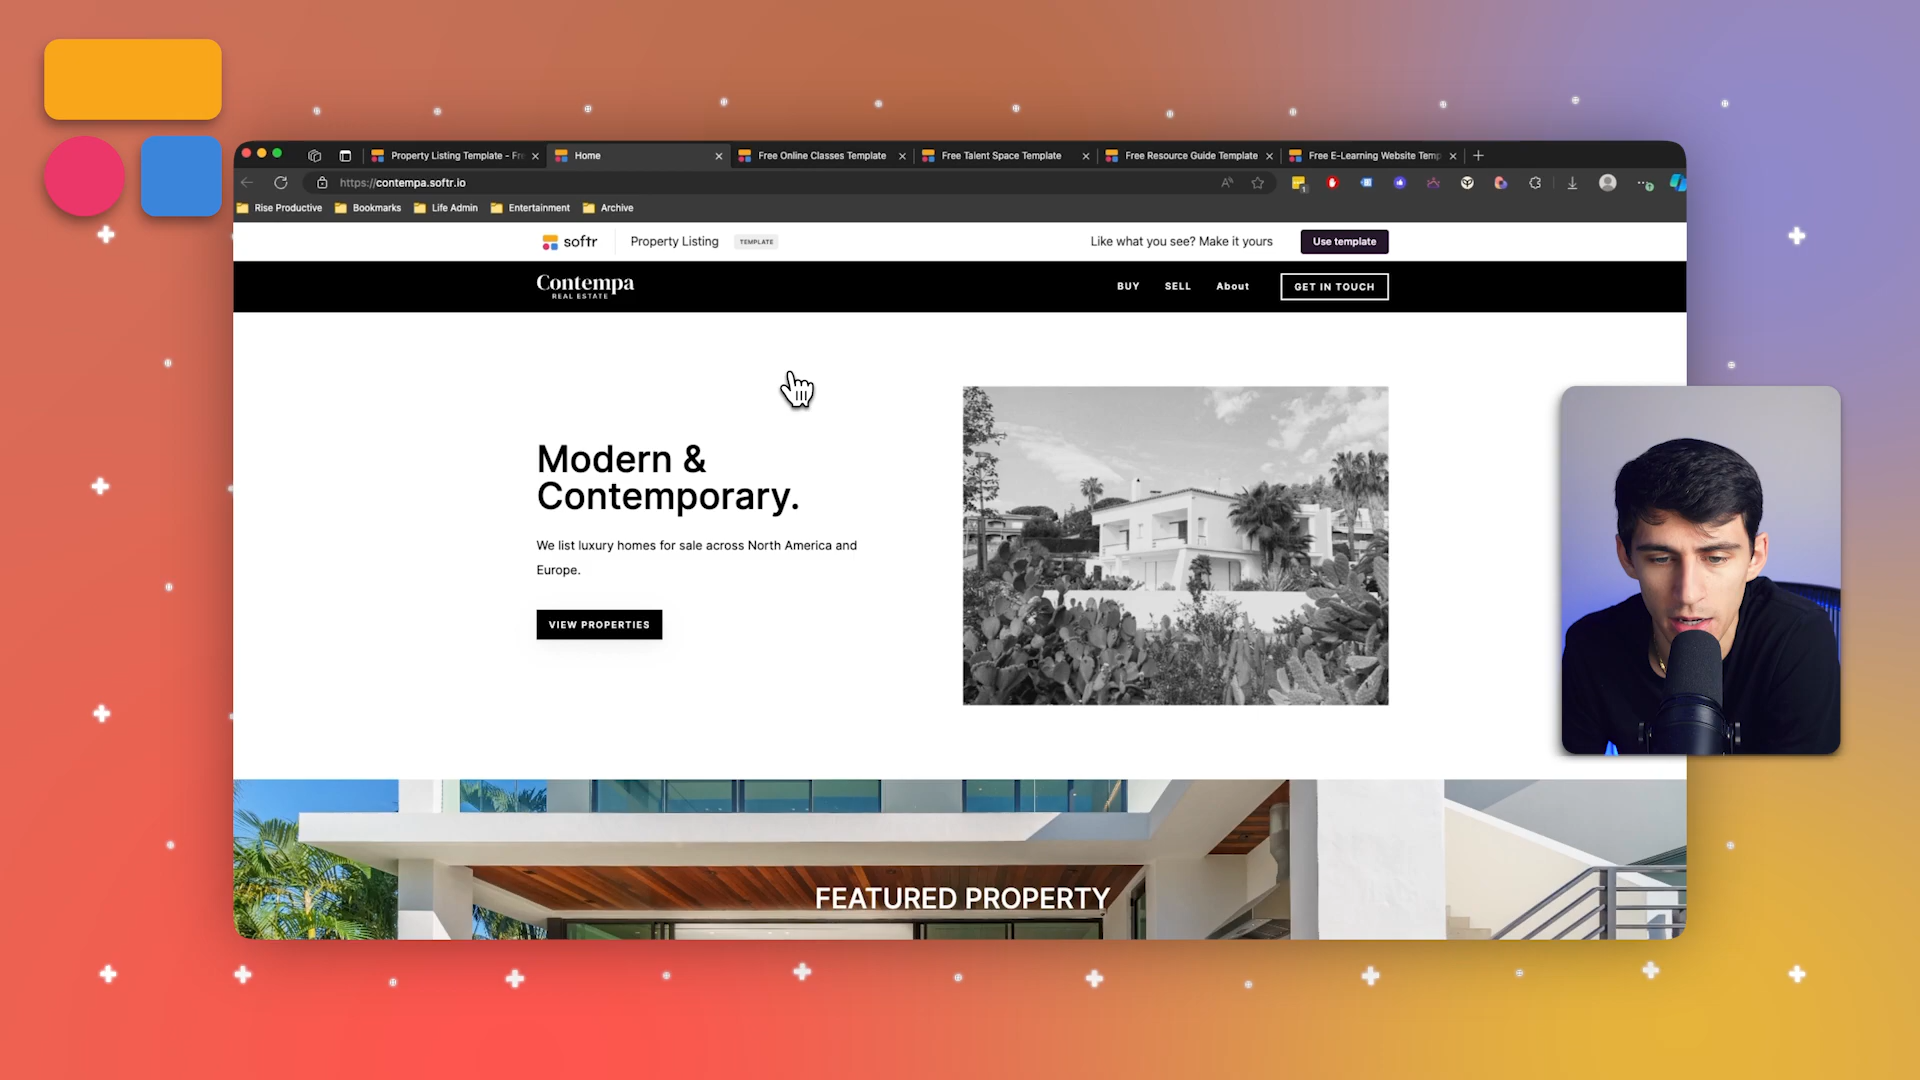 Property Listing Template - Fr
Home
Free Online Classes Template
Free Talent Space Template
Free Resource Guide Template
Free E-Learning Website Temp
https://contempa.softr.io
Rise Productive
Bookmarks
Life Admin
Entertainment
Archive
softr
Property Listing
TEMPLATE
Like what you see? Make it yours
Use template
Contempa
REAL ESTATE
BUY
SELL
About
GET IN TOUCH
Modern &
Contemporary.
We list luxury homes for sale across North America and
Europe.
VIEW PROPERTIES
FEATURED PROPERTY